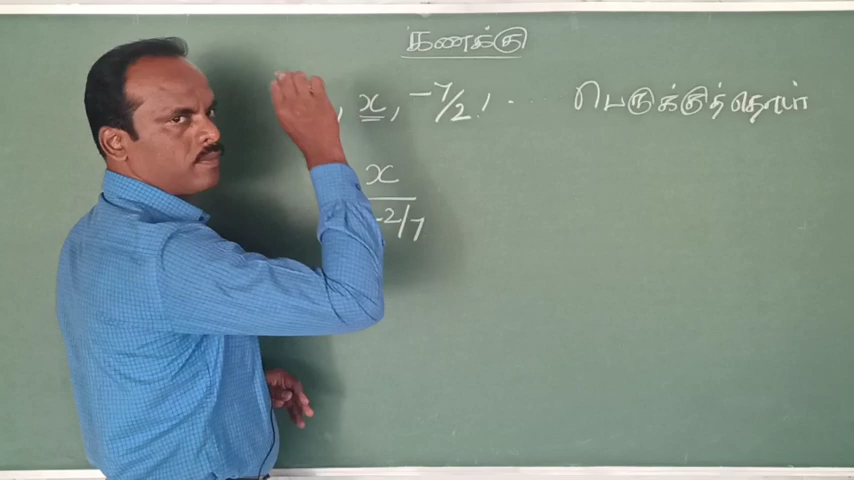 கணக்கு
, x, -7/2, ... பெருக்குத்தொடர்
x
-2/7